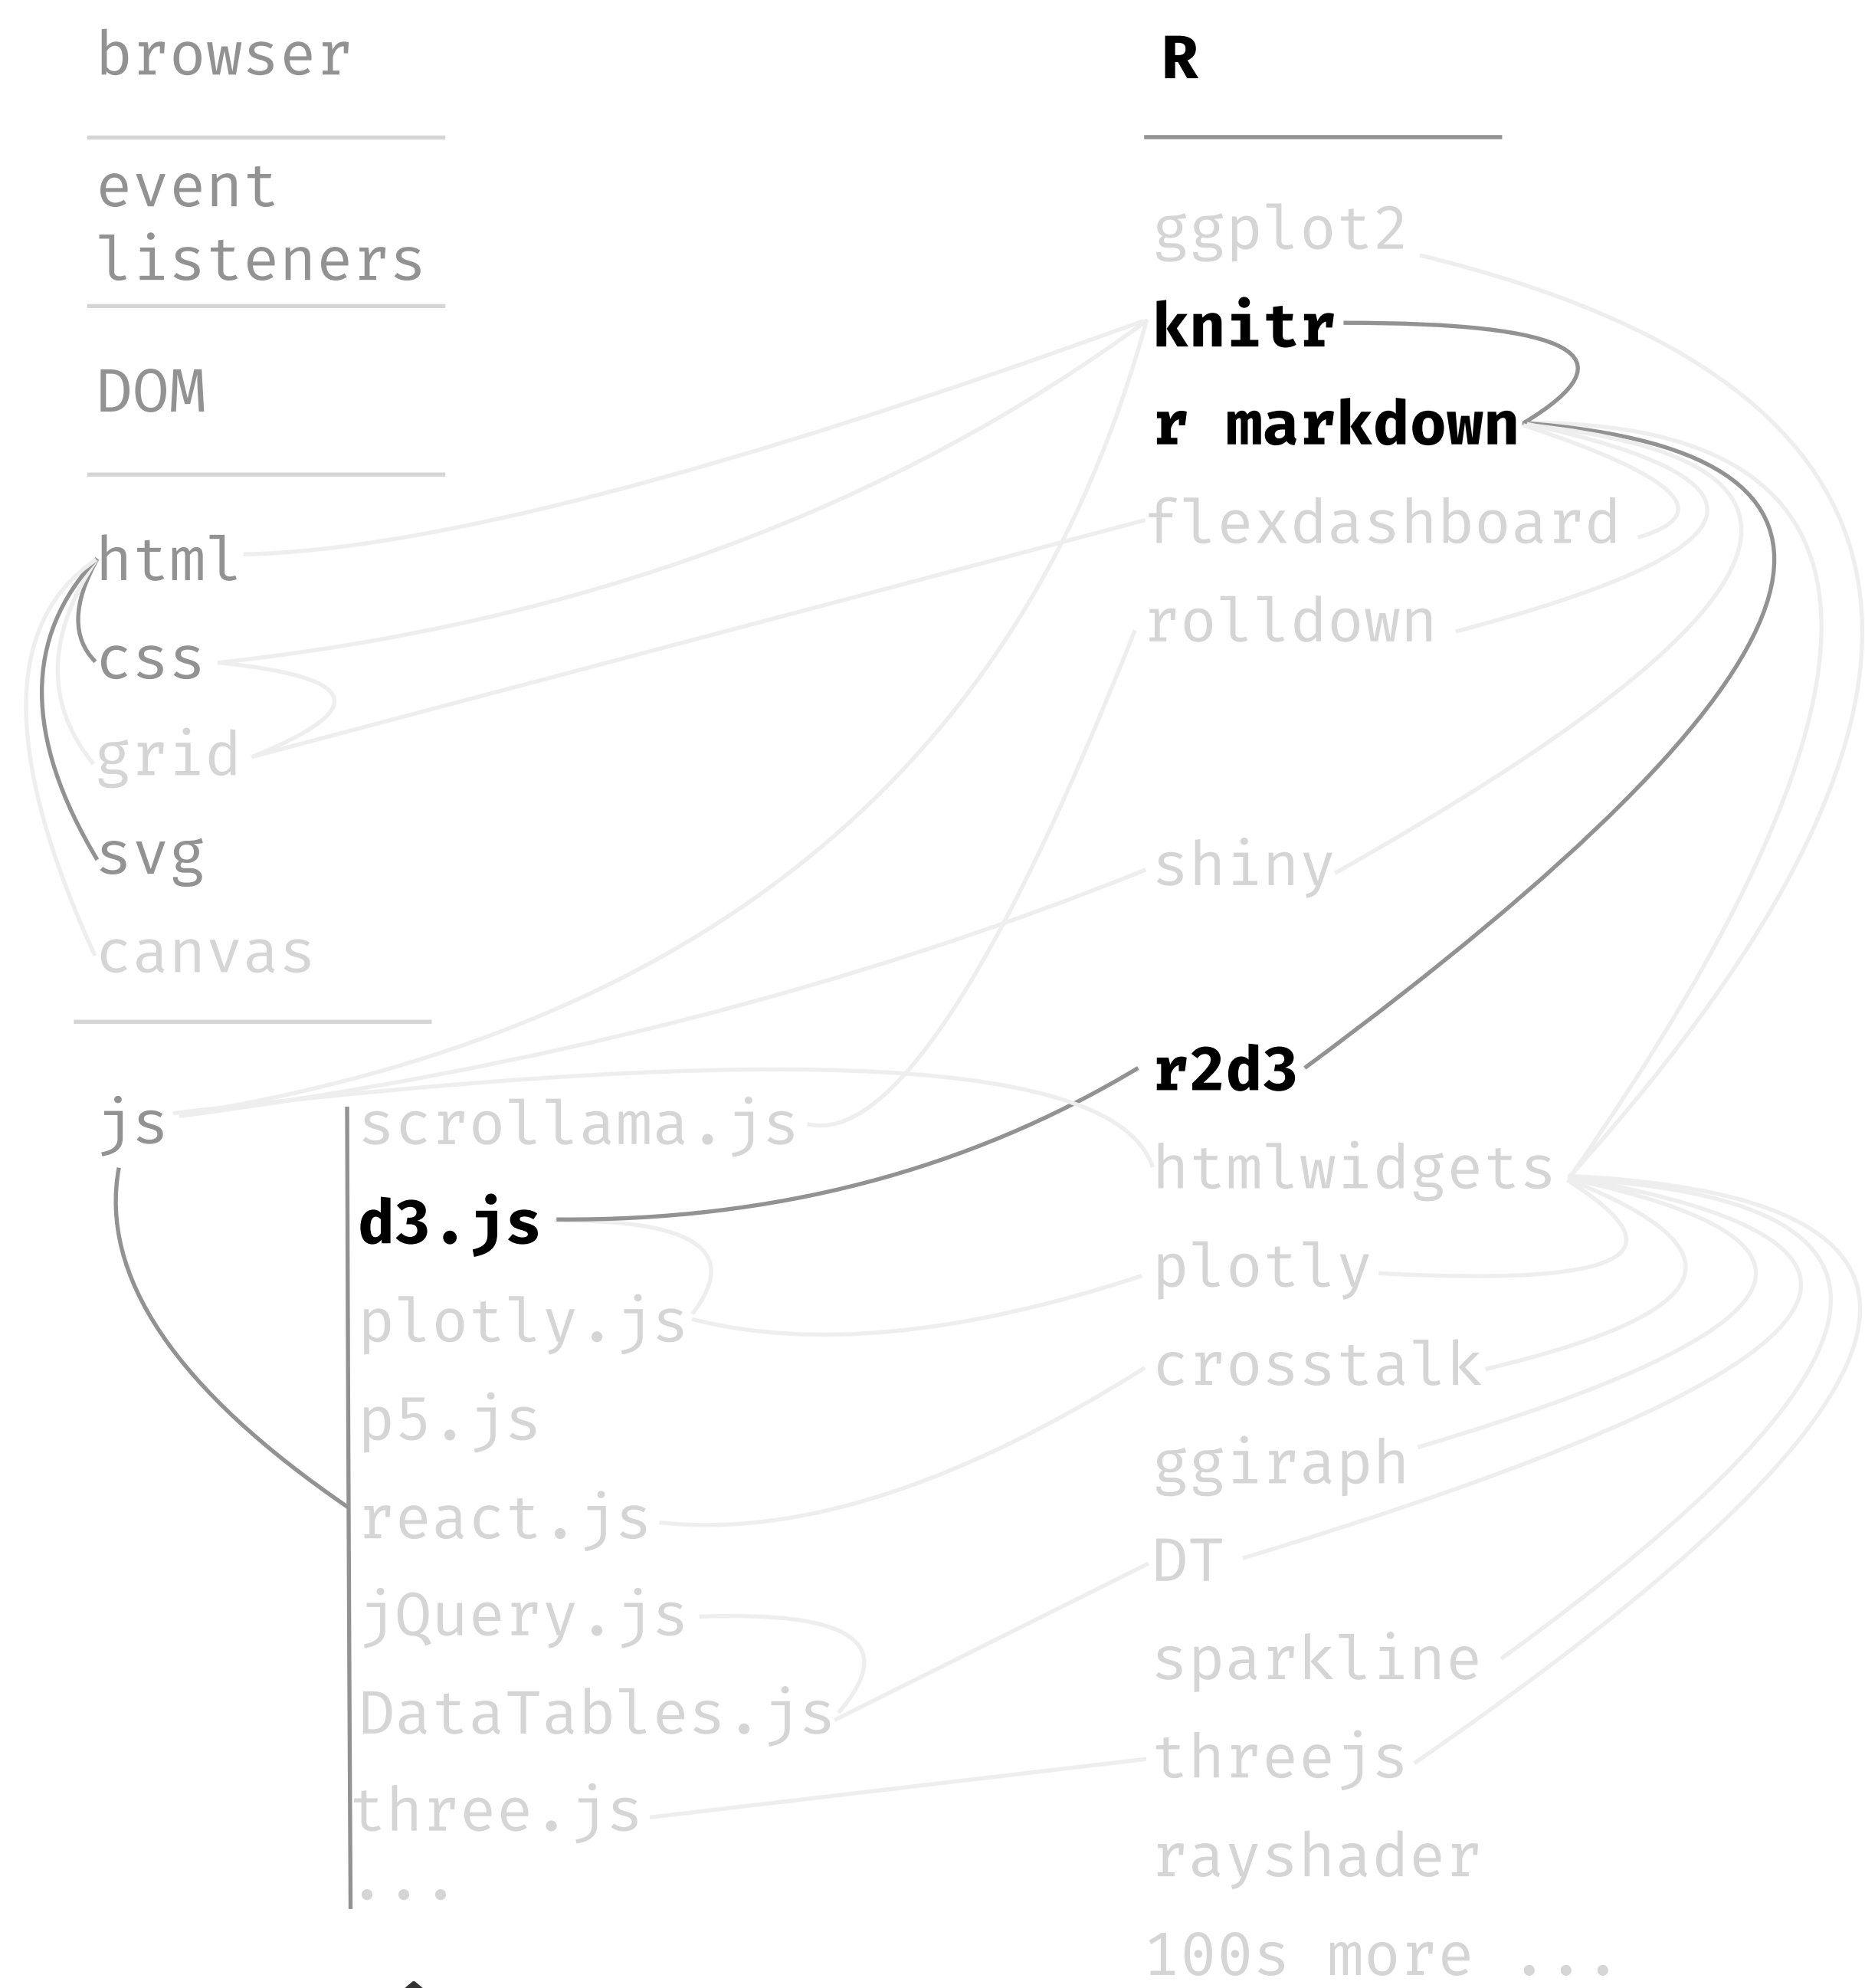 browser
event
listeners
DOM
html
css
grid
svg
canvas
js
scrollama.js
d3.js
plotly.js
p5.js
react.js
jQuery.js
DataTables.js
three.js
...
R
ggplot2
knitr
r markdown
flexdashboard
rolldown
shiny
r2d3
htmlwidgets
plotly
crosstalk
ggiraph
DT
sparkline
threejs
rayshader
100s more ...